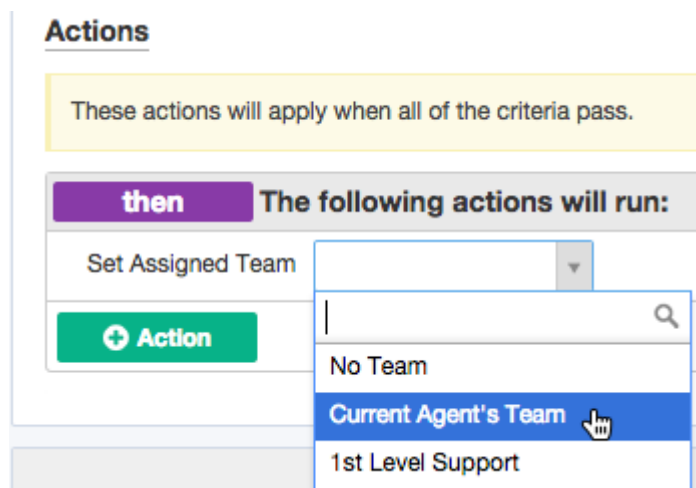 Actions
These actions will apply when all of the criteria pass.
then The following actions will run:
Set Assigned Team
Action
No Team
Current Agent's Team
1st Level Support